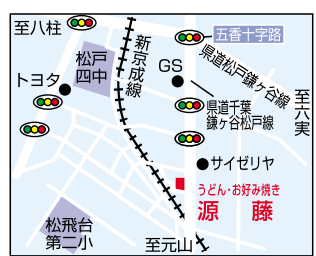 至八柱
五香十字路
新京成線
県道松戸鎌ヶ谷線
松戸
四中
GS
トヨタ
至六実
県道千葉
鎌ヶ谷松戸線
サイゼリヤ
うどん・お好み焼き
源 藤
松飛台
第二小
至元山